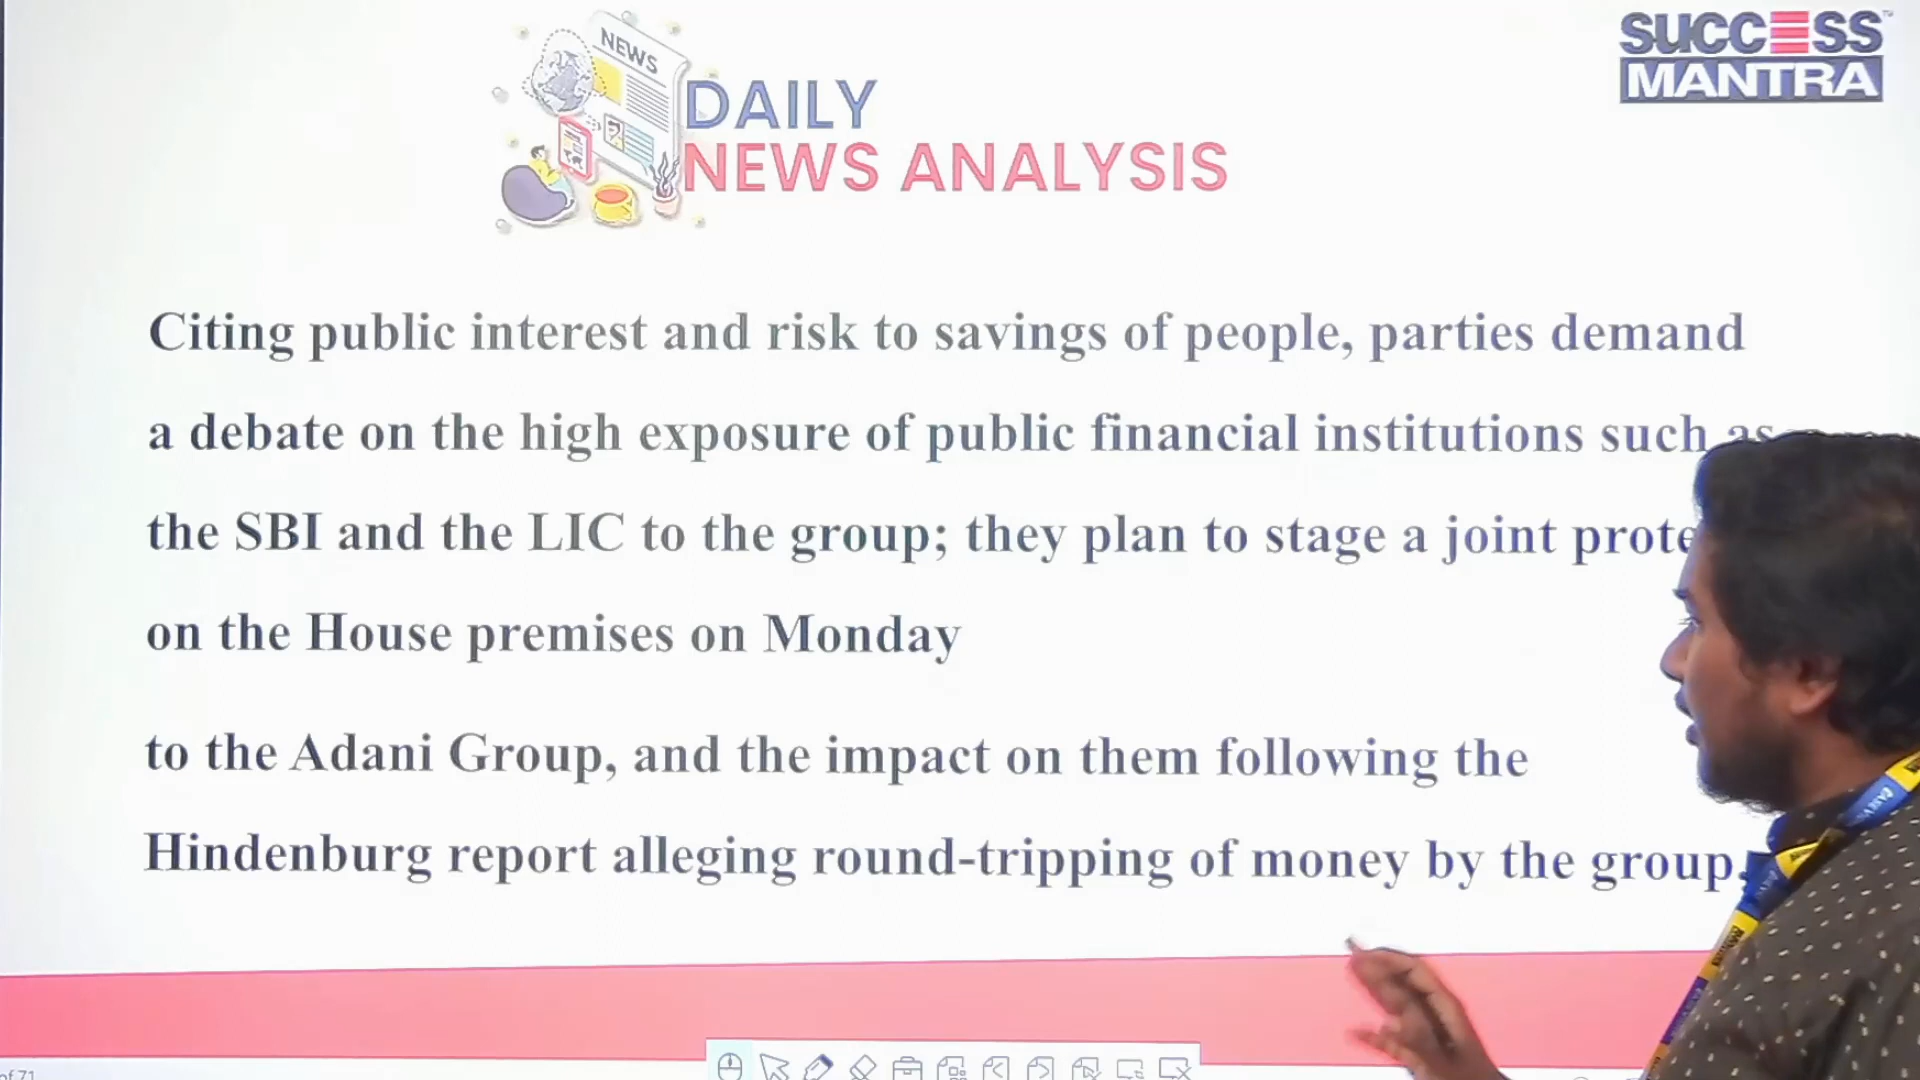 NEWS
SUCCESS
MANTRA
DAILY
NEWS ANALYSIS
Citing public interest and risk to savings of people, parties demand
a debate on the high exposure of public financial institutions such as
the SBI and the LIC to the group; they plan to stage a joint prote
on the House premises on Monday
to the Adani Group, and the impact on them following the
Hindenburg report alleging round-tripping of money by the group.
of 71